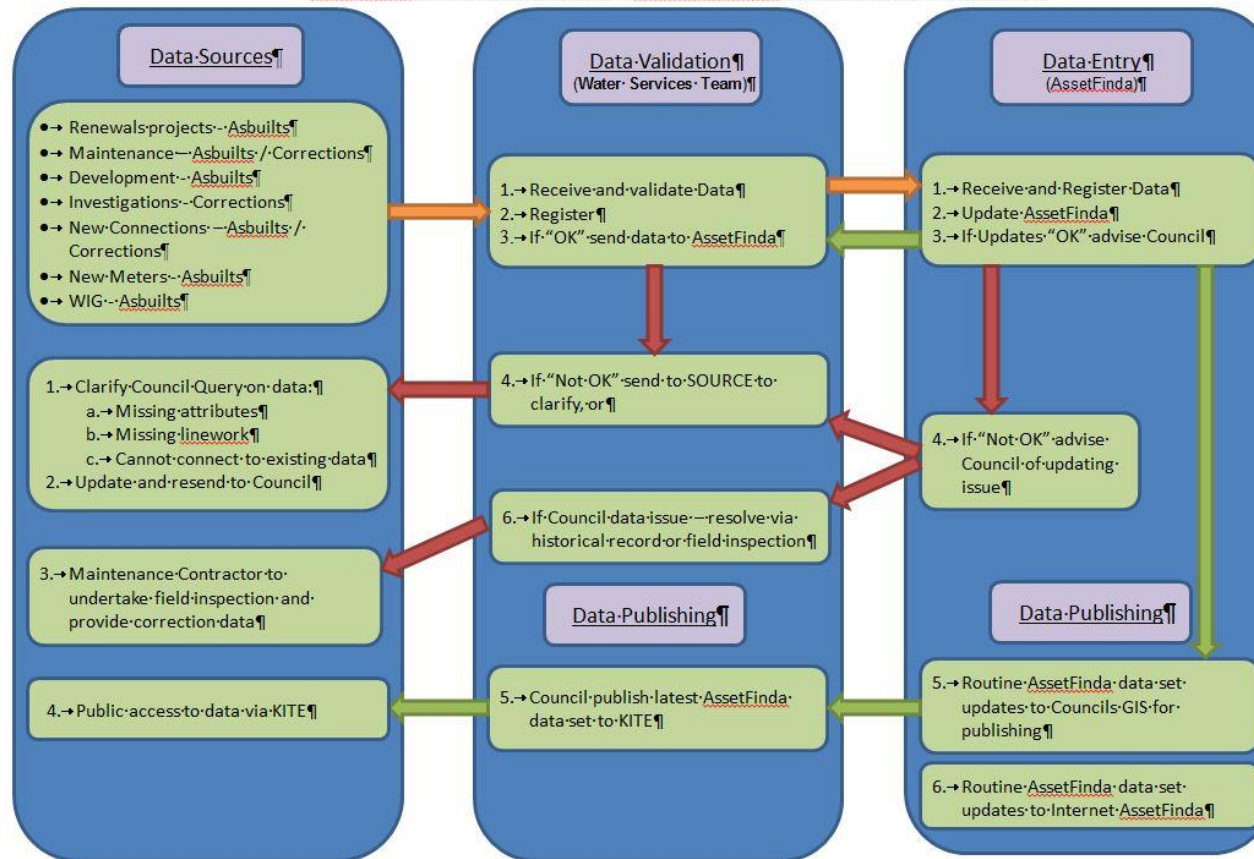 Data Sources¶
●→ Renewals projects - Asbuilts¶
●→ Maintenance – Asbuilts / Corrections¶
●→ Development - Asbuilts¶
●→ Investigations - Corrections¶
●→ New Connections – Asbuilts /
Corrections¶
●→ New Meters - Asbuilts¶
●→ WIG - Asbuilts¶
1.→ Clarify Council Query on data:¶
a.→ Missing attributes¶
b.→ Missing linework¶
c.→ Cannot connect to existing data¶
2.→ Update and resend to Council¶
3.→ Maintenance Contractor to
undertake field inspection and
provide correction data¶
4.→ Public access to data via KITE¶
Data Validation¶
(Water Services Team)¶
1.→ Receive and validate Data¶
2.→ Register¶
3.→ If “OK” send data to AssetFinda¶
4.→ If “Not OK” send to SOURCE to
clarify, or¶
6.→ If Council data issue – resolve via
historical record or field inspection¶
Data Publishing¶
5.→ Council publish latest AssetFinda
data set to KITE¶
Data Entry¶
(AssetFinda)¶
1.→ Receive and Register Data¶
2.→ Update AssetFinda¶
3.→ If Updates “OK” advise Council¶
4.→ If “Not OK” advise
Council of updating
issue¶
Data Publishing¶
5.→ Routine AssetFinda data set
updates to Councils GIS for
publishing¶
6.→ Routine AssetFinda data set
updates to Internet AssetFinda¶